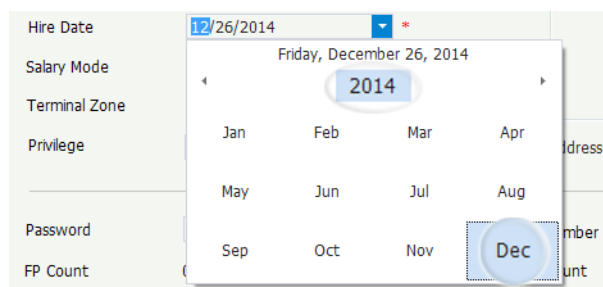 Hire Date 12/26/2014 *
Friday, December 26, 2014
Salary Mode
2014
Terminal Zone
Jan Feb Mar Apr
Privilege ddress
May Jun Jul Aug
Password mber
Sep Oct Nov Dec
FP Count unt